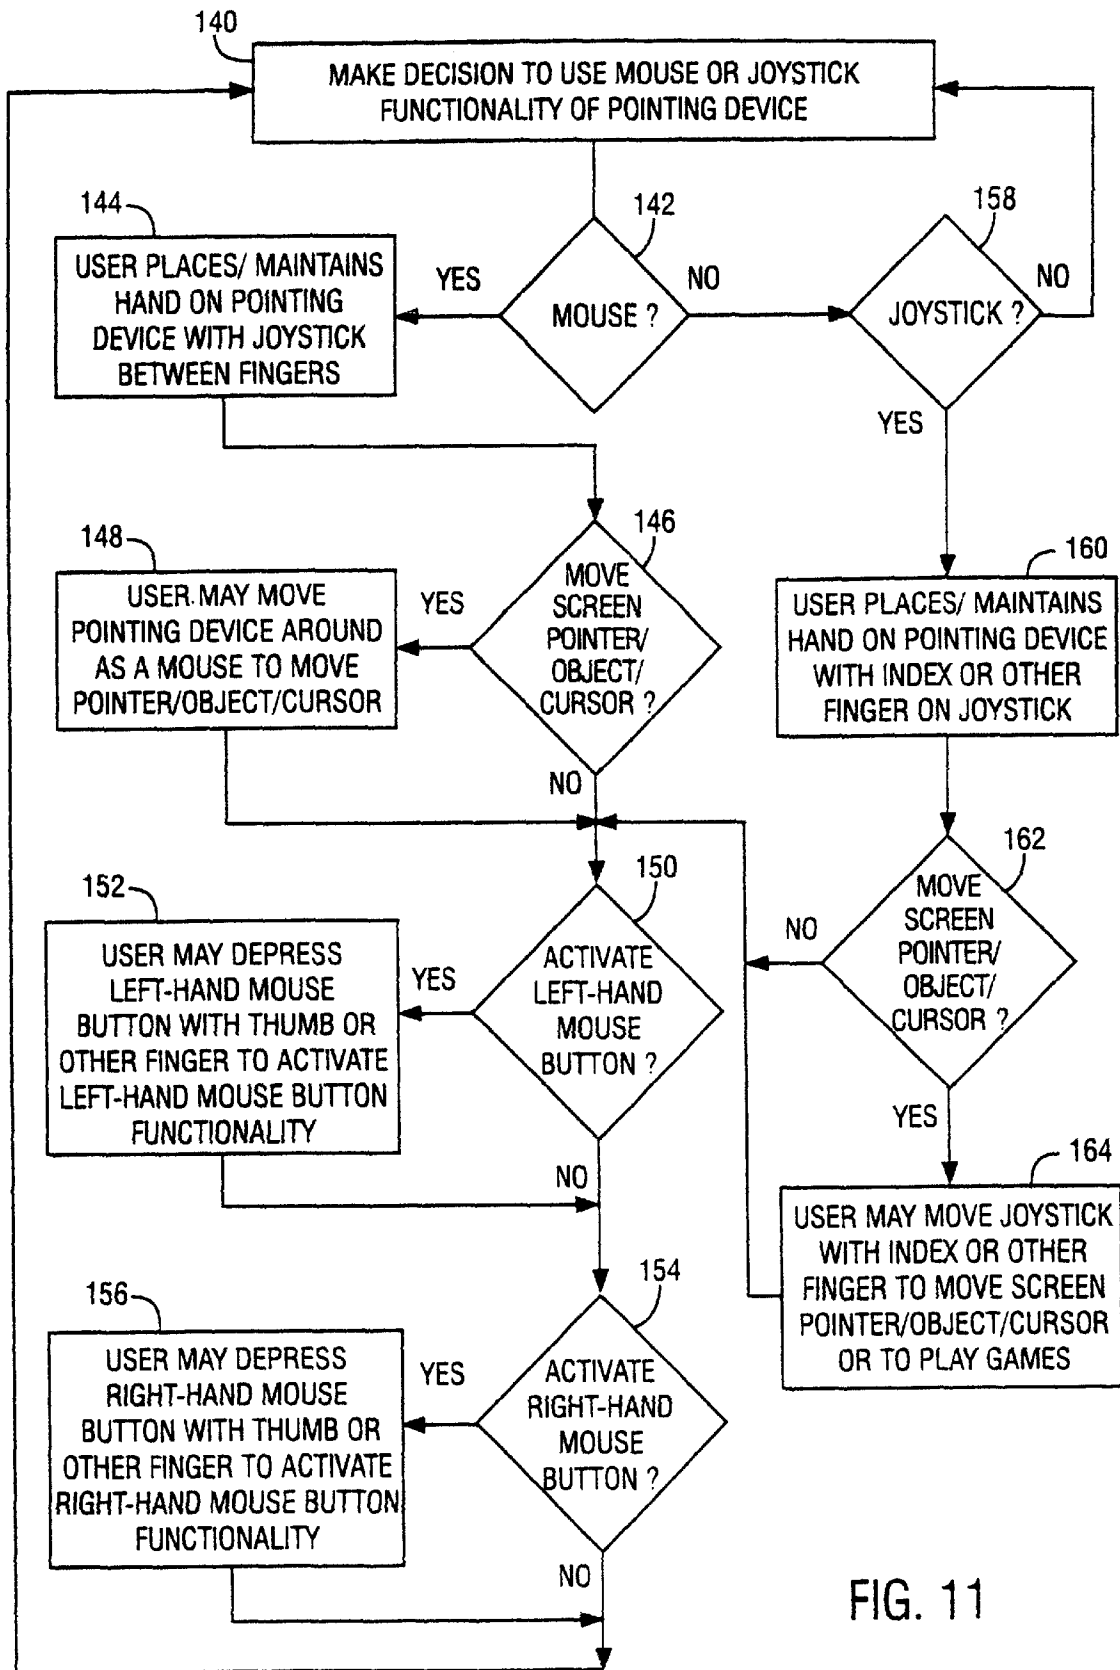 140
MAKE DECISION TO USE MOUSE OR JOYSTICK
FUNCTIONALITY OF POINTING DEVICE
144
USER PLACES/ MAINTAINS
HAND ON POINTING
DEVICE WITH JOYSTICK
BETWEEN FINGERS
YES
142
MOUSE ?
NO
158
JOYSTICK ?
NO
YES
148
USER MAY MOVE
POINTING DEVICE AROUND
AS A MOUSE TO MOVE
POINTER/OBJECT/CURSOR
YES
146
MOVE
SCREEN
POINTER/
OBJECT/
CURSOR ?
NO
160
USER PLACES/ MAINTAINS
HAND ON POINTING DEVICE
WITH INDEX OR OTHER
FINGER ON JOYSTICK
152
USER MAY DEPRESS
LEFT-HAND MOUSE
BUTTON WITH THUMB OR
OTHER FINGER TO ACTIVATE
LEFT-HAND MOUSE BUTTON
FUNCTIONALITY
YES
150
ACTIVATE
LEFT-HAND
MOUSE
BUTTON ?
NO
162
MOVE
SCREEN
POINTER/
OBJECT/
CURSOR ?
NO
YES
164
USER MAY MOVE JOYSTICK
WITH INDEX OR OTHER
FINGER TO MOVE SCREEN
POINTER/OBJECT/CURSOR
OR TO PLAY GAMES
156
USER MAY DEPRESS
RIGHT-HAND MOUSE
BUTTON WITH THUMB OR
OTHER FINGER TO ACTIVATE
RIGHT-HAND MOUSE BUTTON
FUNCTIONALITY
YES
154
ACTIVATE
RIGHT-HAND
MOUSE
BUTTON ?
NO
FIG. 11